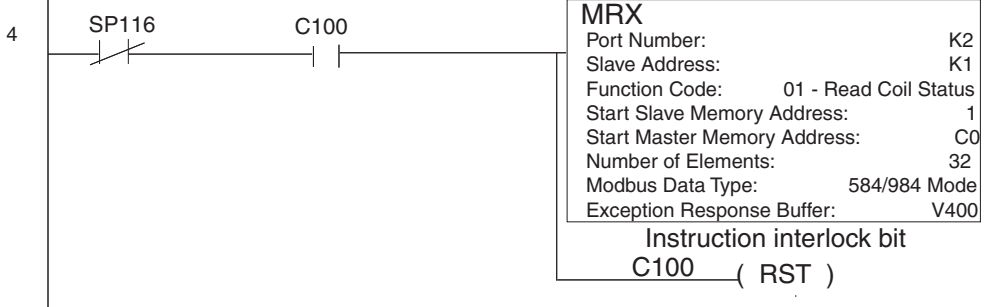 4
SP116
C100
MRX
Port Number: K2
Slave Address: K1
Function Code: 01 - Read Coil Status
Start Slave Memory Address: 1
Start Master Memory Address: C0
Number of Elements: 32
Modbus Data Type: 584/984 Mode
Exception Response Buffer: V400
Instruction interlock bit
C100
( RST )